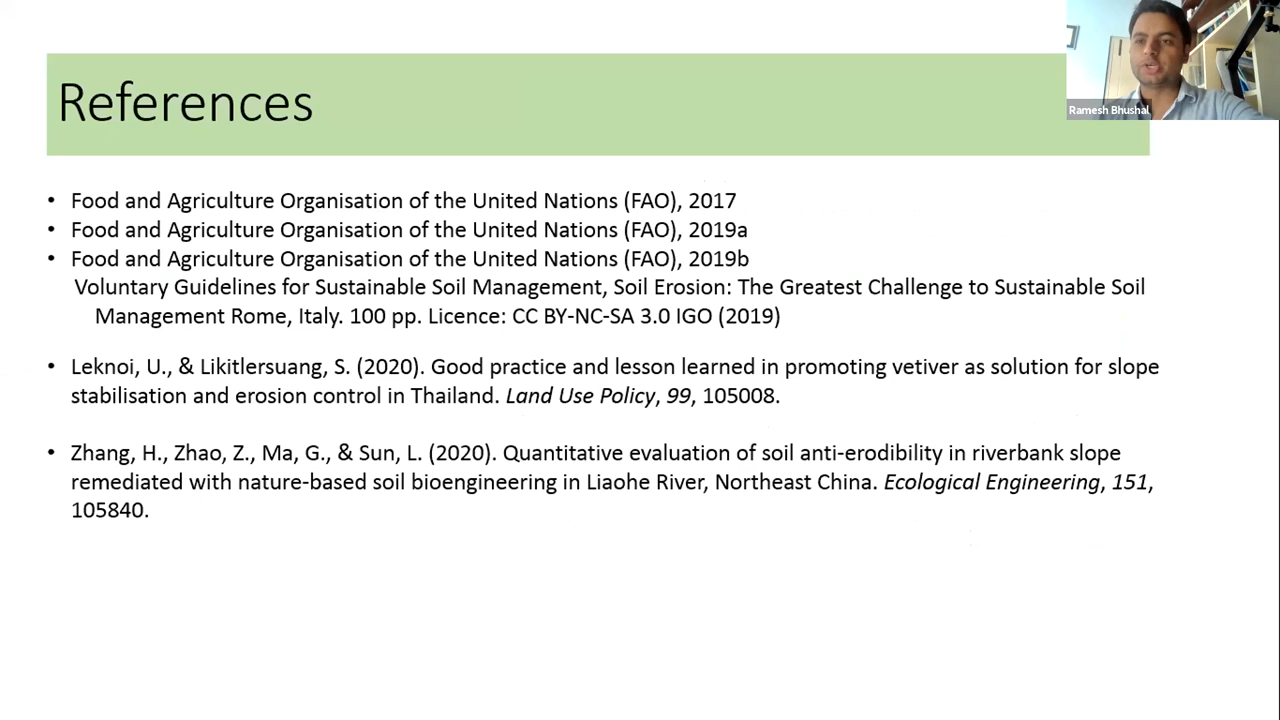 References
Ramesh Bhushal
• Food and Agriculture Organisation of the United Nations (FAO), 2017
• Food and Agriculture Organisation of the United Nations (FAO), 2019a
• Food and Agriculture Organisation of the United Nations (FAO), 2019b
Voluntary Guidelines for Sustainable Soil Management, Soil Erosion: The Greatest Challenge to Sustainable Soil
Management Rome, Italy. 100 pp. Licence: CC BY-NC-SA 3.0 IGO (2019)
• Leknoi, U., & Likitlersuang, S. (2020). Good practice and lesson learned in promoting vetiver as solution for slope
stabilisation and erosion control in Thailand. Land Use Policy, 99, 105008.
• Zhang, H., Zhao, Z., Ma, G., & Sun, L. (2020). Quantitative evaluation of soil anti-erodibility in riverbank slope
remediated with nature-based soil bioengineering in Liaohe River, Northeast China. Ecological Engineering, 151,
105840.